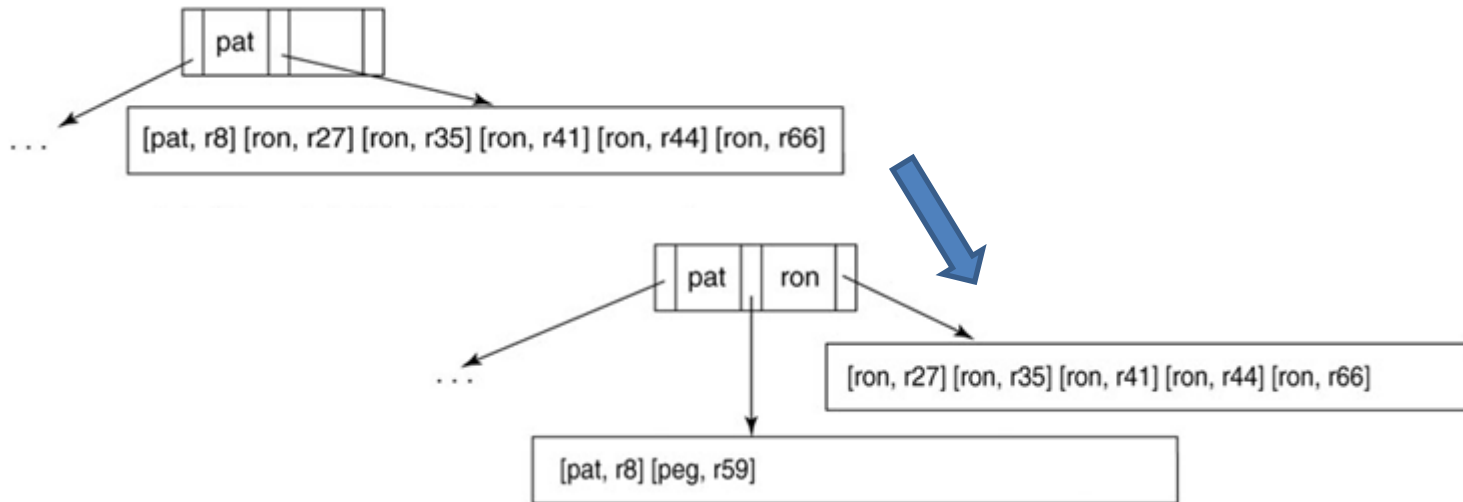 pat
. . .
[pat, r8] [ron, r27] [ron, r35] [ron, r41] [ron, r44] [ron, r66]
pat ron
. . .
[ron, r27] [ron, r35] [ron, r41] [ron, r44] [ron, r66]
[pat, r8] [peg, r59]